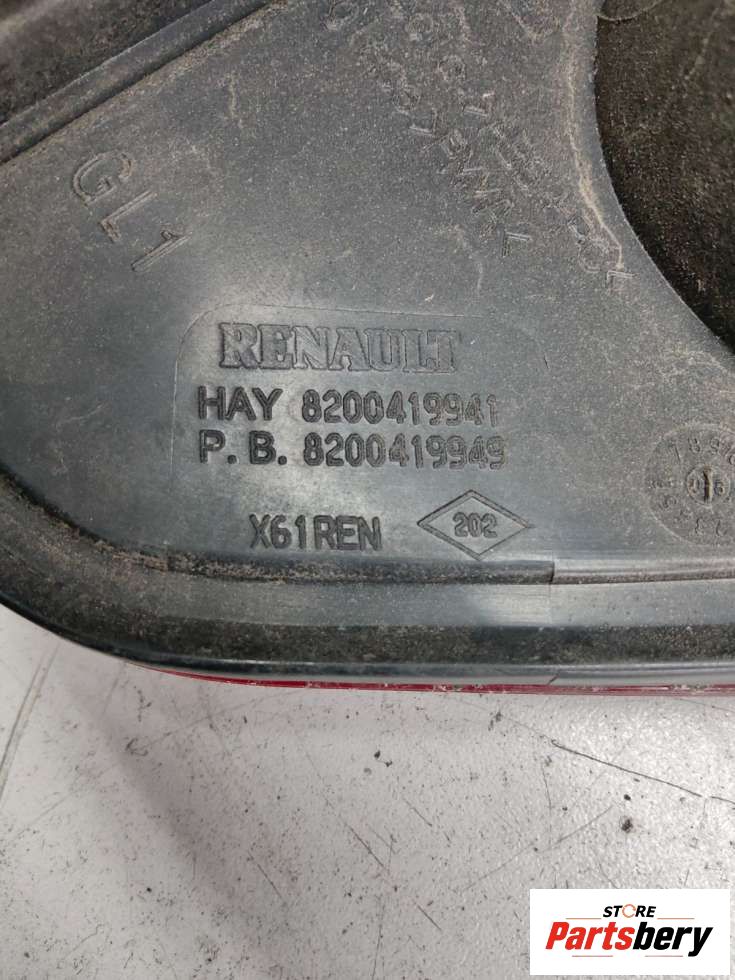 GL1
RENAULT
HAY 8200419941
P.B. 8200419949
X61REN 202
STORE
Partsbery